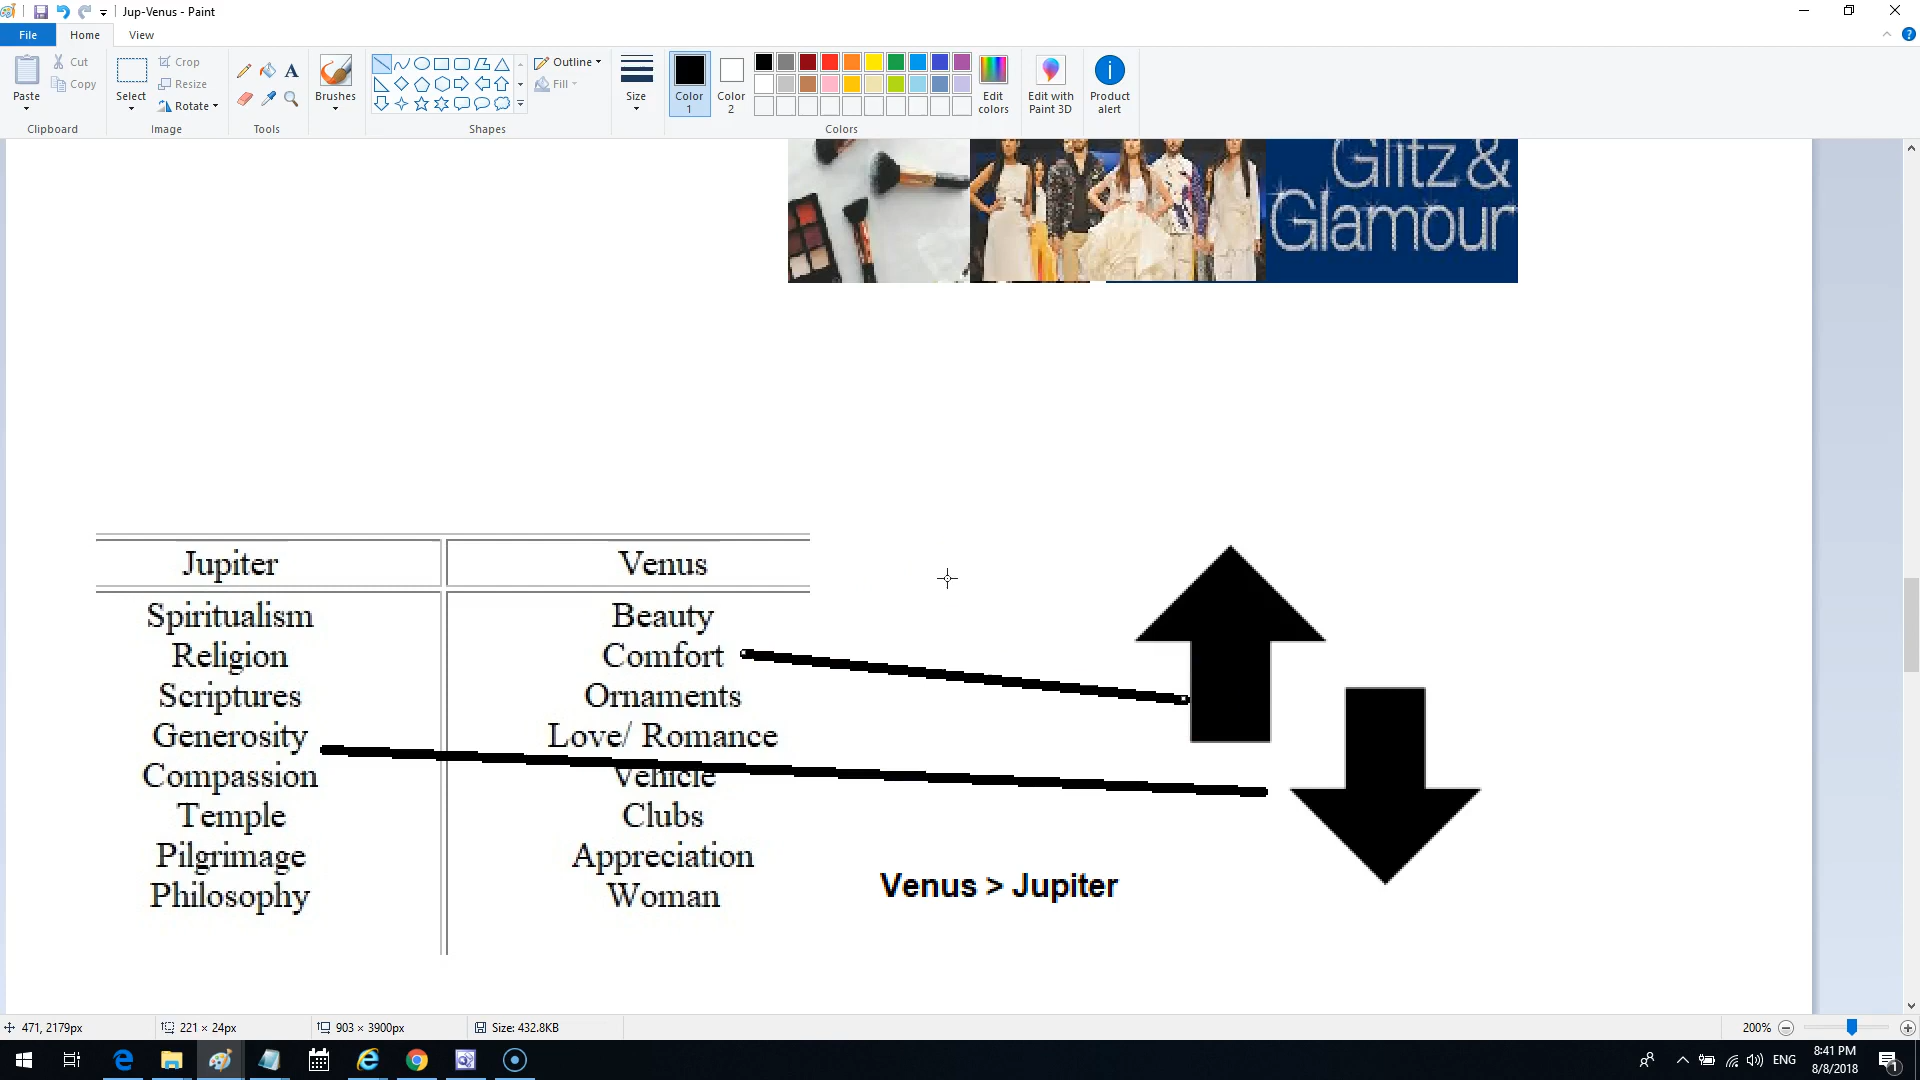 Jup-Venus - Paint
File
Home
View
Paste
Cut
Copy
Clipboard
Select
Crop
Resize
Rotate
Image
Tools
Brushes
Shapes
Outline
Fill
Size
Color
1
Color
2
Colors
Edit
colors
Edit with
Paint 3D
Product
alert
Glitz &
Glamour
Jupiter Venus
Spiritualism Beauty
Religion Comfort
Scriptures Ornaments
Generosity Love/ Romance
Compassion Vehicle
Temple Clubs
Pilgrimage Appreciation
Philosophy Woman
Venus > Jupiter
471, 2179px
221 × 24px
903 × 3900px
Size: 432.8KB
200%
ENG
8:41 PM
8/8/2018
1